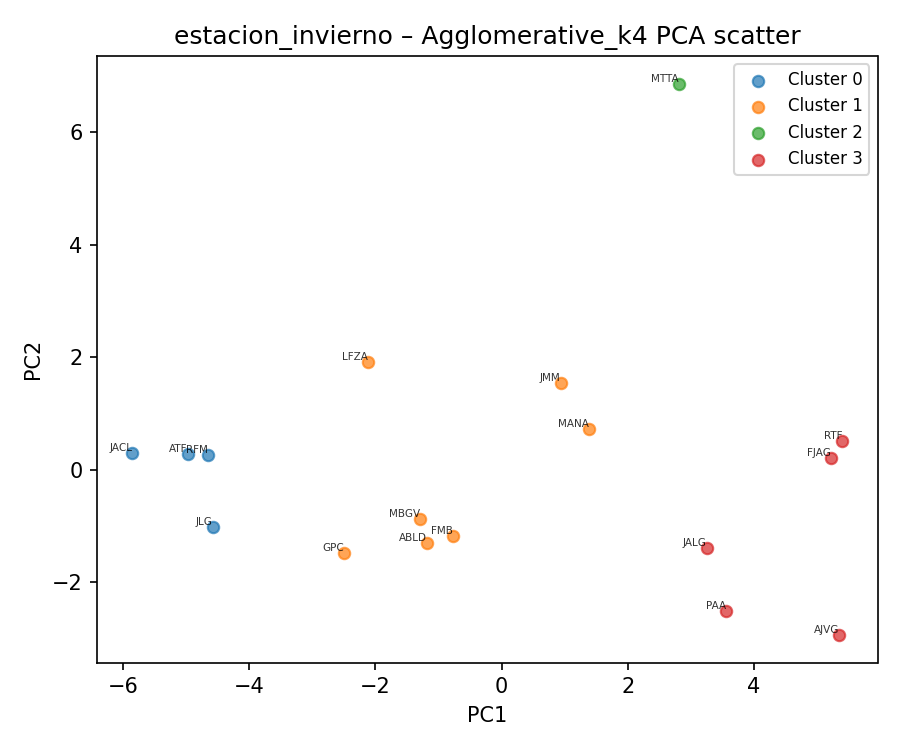 estacion_invierno – Agglomerative_k4 PCA scatter
MTTA
Cluster 0
Cluster 1
Cluster 2
Cluster 3
6
4
2
0
−2
PC2
LFZA
JMM
MANA
RTF
FJAG
JACL
RFM
JLG
MBGV
FMB
ABLD
GPC
JALG
PAA
AJVG
−6
−4
−2
0
2
4
PC1